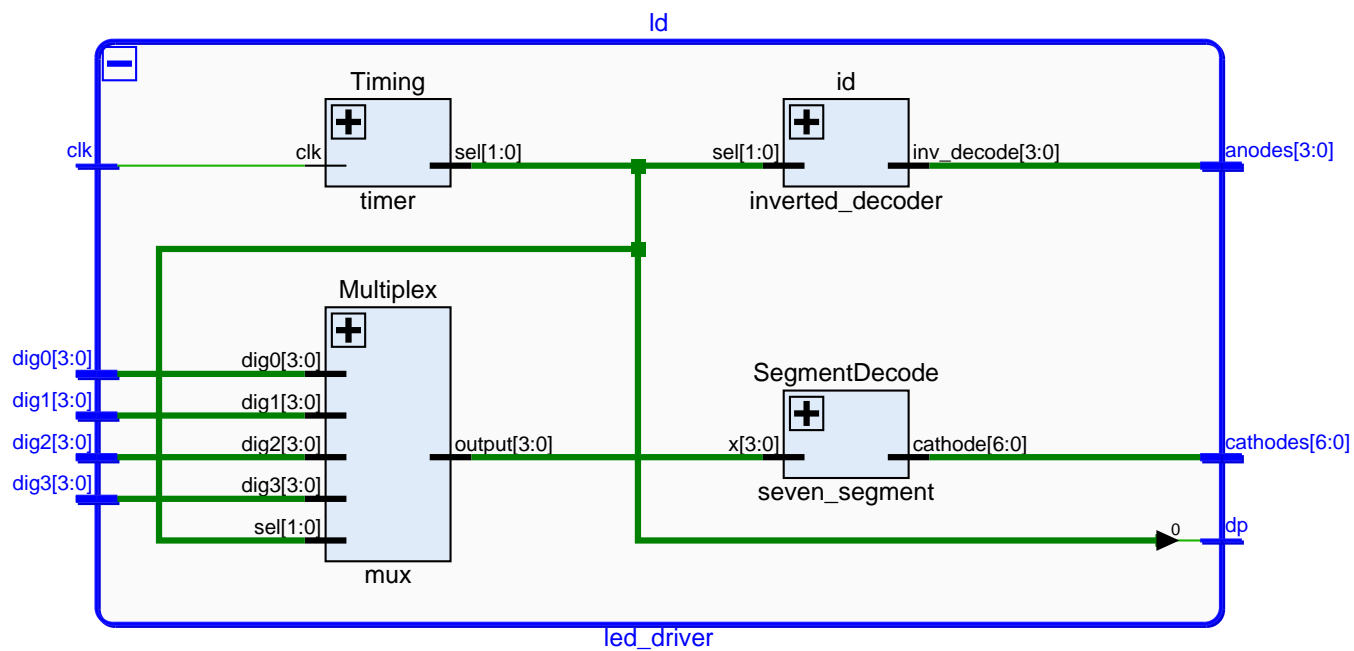 ld
Timing
id
clk
clk
sel[1:0]
sel[1:0]
inv_decode[3:0]
anodes[3:0]
timer
inverted_decoder
Multiplex
dig0[3:0]
dig0[3:0]
SegmentDecode
dig1[3:0]
dig1[3:0]
dig2[3:0]
dig2[3:0]
output[3:0]
x[3:0]
cathode[6:0]
cathodes[6:0]
dig3[3:0]
dig3[3:0]
seven_segment
sel[1:0]
0
dp
mux
led_driver